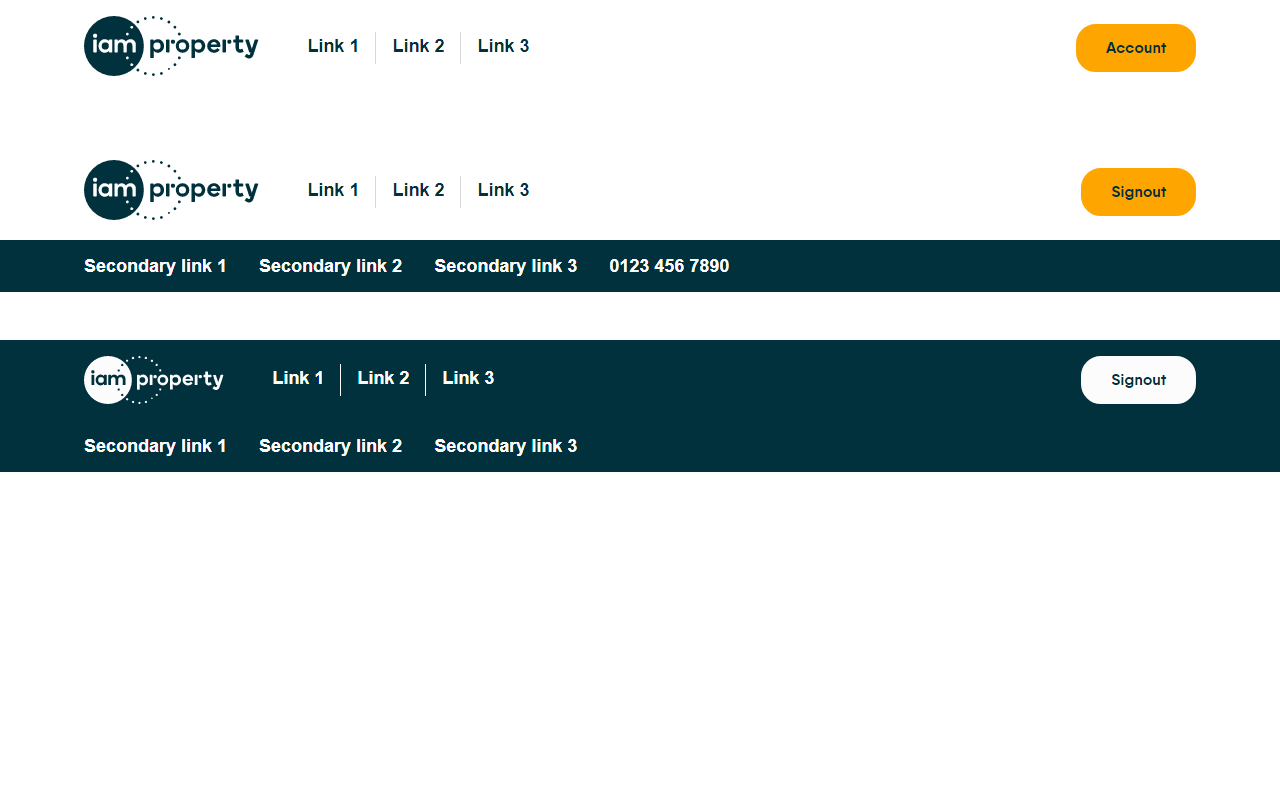 iam property Link 1 Link 2 Link 3 Account
iam property Link 1 Link 2 Link 3 Signout
Secondary link 1 Secondary link 2 Secondary link 3 0123 456 7890
iam property Link 1 Link 2 Link 3 Signout
Secondary link 1 Secondary link 2 Secondary link 3